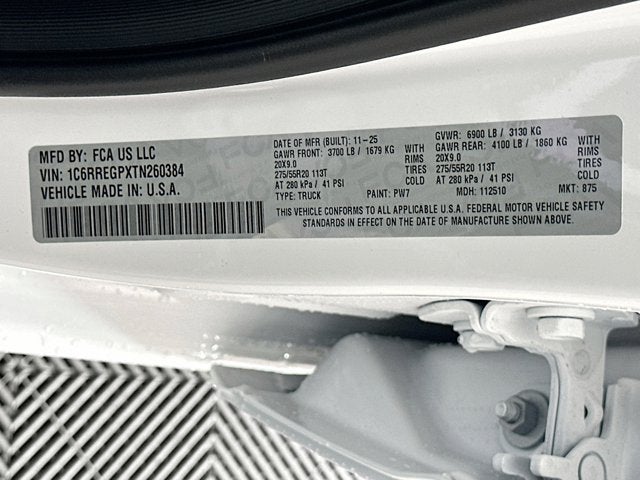 MFD BY: FCA US LLC
VIN: 1C6RREGPXTN260384
VEHICLE MADE IN: U.S.A.
DATE OF MFR (BUILT): 11-25
GAWR FRONT: 3700 LB / 1679 KG WITH
20X9.0 RIMS
275/55R20 113T TIRES
AT 280 kPa / 41 PSI COLD
TYPE: TRUCK PAINT: PW7
GVWR: 6900 LB / 3130 KG
GAWR REAR: 4100 LB / 1860 KG WITH
20X9.0 RIMS
275/55R20 113T TIRES
AT 280 kPa / 41 PSI COLD
MDH: 112510 MKT: 875
THIS VEHICLE CONFORMS TO ALL APPLICABLE U.S.A. FEDERAL MOTOR VEHICLE SAFETY
STANDARDS IN EFFECT ON THE DATE OF MANUFACTURE SHOWN ABOVE.